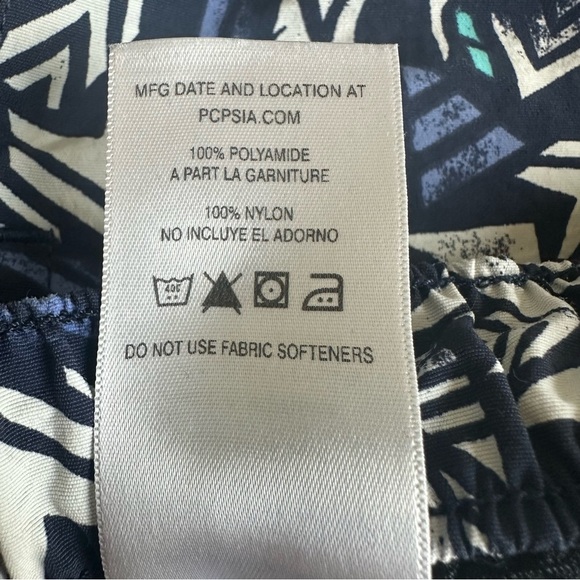 MFG DATE AND LOCATION AT
PCPSIA.COM
100% POLYAMIDE
A PART LA GARNITURE
100% NYLON
NO INCLUYE EL ADORNO
40C
DO NOT USE FABRIC SOFTENERS